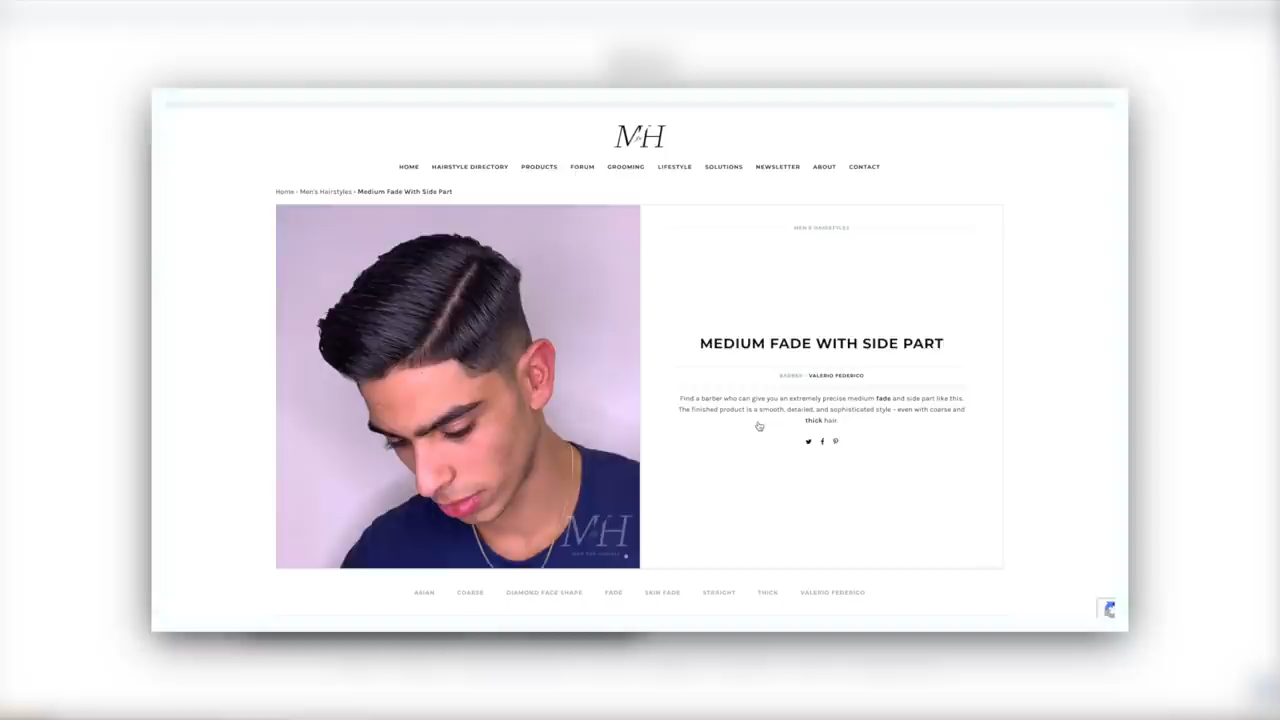 MH
HOME HAIRSTYLE DIRECTORY PRODUCTS FORUM GROOMING LIFESTYLE SOLUTIONS NEWSLETTER ABOUT CONTACT
Home › Men's Hairstyles › Medium Fade With Side Part
MEN'S HAIRSTYLES
MEDIUM FADE WITH SIDE PART
BARBER - VALERIO FEDERICO
Find a barber who can give you an extremely precise medium fade and side part like this.
The finished product is a smooth, detailed, and sophisticated style – even with coarse and
thick hair.
MH
ASIAN COARSE DIAMOND FACE SHAPE FADE SKIN FADE STRAIGHT THICK VALERIO FEDERICO